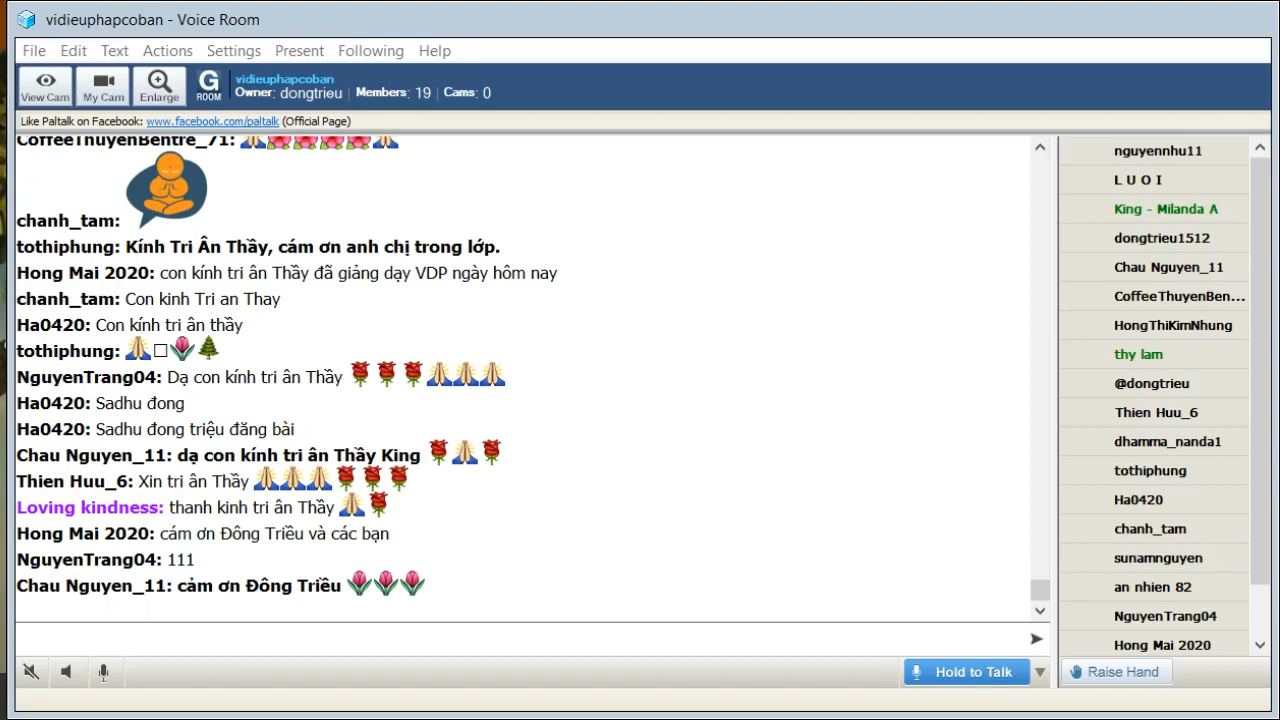 vidieuphapcoban - Voice Room
File Edit Text Actions Settings Present Following Help
View Cam My Cam Enlarge G ROOM vidieuphapcoban
Owner: dongtrieu Members: 19 Cams: 0
Like Paltalk on Facebook: www.facebook.com/paltalk (Official Page)
CoffeeThuyenBentre_71:
chanh_tam:
tothiphung: Kính Tri Ân Thầy, cám ơn anh chị trong lớp.
Hong Mai 2020: con kính tri ân Thầy đã giảng dạy VDP ngày hôm nay
chanh_tam: Con kinh Tri an Thay
Ha0420: Con kính tri ân thầy
tothiphung:
NguyenTrang04: Dạ con kính tri ân Thầy
Ha0420: Sadhu đong
Ha0420: Sadhu đong triệu đăng bài
Chau Nguyen_11: dạ con kính tri ân Thầy King
Thien Huu_6: Xin tri ân Thầy
Loving kindness: thanh kinh tri ân Thầy
Hong Mai 2020: cám ơn Đông Triều và các bạn
NguyenTrang04: 111
Chau Nguyen_11: cảm ơn Đông Triều
nguyennhu11
L U O I
King - Milanda A
dongtrieu1512
Chau Nguyen_11
CoffeeThuyenBen...
HongThiKimNhung
thy lam
@dongtrieu
Thien Huu_6
dhamma_nanda1
tothiphung
Ha0420
chanh_tam
sunamnguyen
an nhien 82
NguyenTrang04
Hong Mai 2020
Hold to Talk
Raise Hand